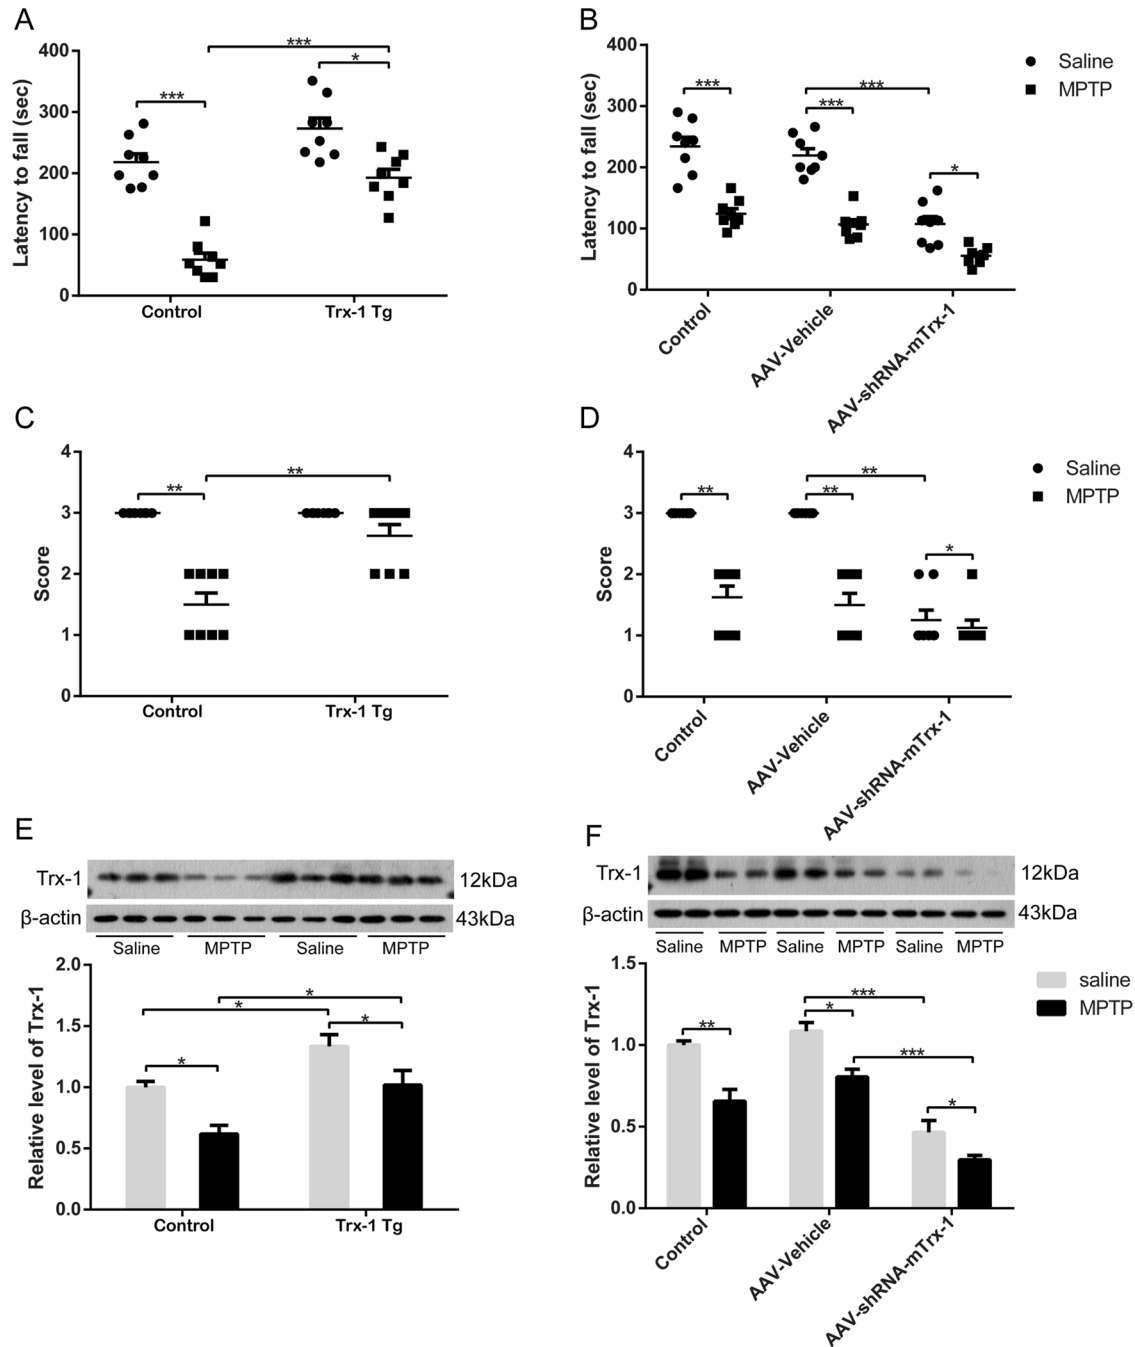 A
Latency to fall (sec)
400
300
200
100
0
***
***
*
Control
Trx-1 Tg
B
Latency to fall (sec)
400
300
200
100
0
***
***
***
*
Saline
MPTP
Control
AAV-Vehicle
AAV-shRNA-mTrx-1
C
Score
4
3
2
1
0
**
**
Control
Trx-1 Tg
D
Score
4
3
2
1
0
**
**
**
*
Saline
MPTP
Control
AAV-Vehicle
AAV-shRNA-mTrx-1
E
Trx-1
12kDa
β-actin
43kDa
Saline
MPTP
Saline
MPTP
Relative level of Trx-1
2.0
1.5
1.0
0.5
0.0
*
*
*
*
Control
Trx-1 Tg
F
Trx-1
12kDa
β-actin
43kDa
Saline
MPTP
Saline
MPTP
Saline
MPTP
Relative level of Trx-1
1.5
1.0
0.5
0.0
**
***
*
***
*
saline
MPTP
Control
AAV-Vehicle
AAV-shRNA-mTrx-1